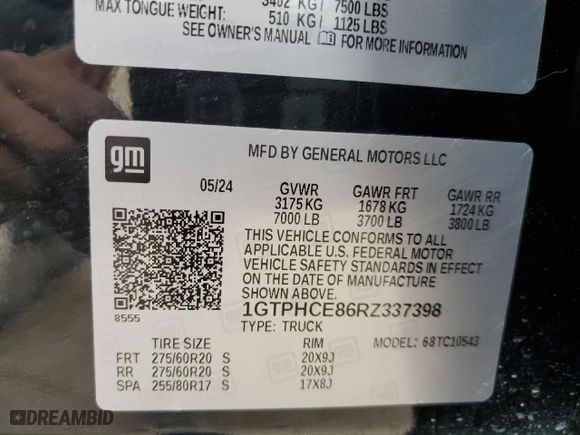 3402 KG / 7500 LBS
MAX TONGUE WEIGHT: 510 KG / 1125 LBS
SEE OWNER'S MANUAL FOR MORE INFORMATION
gm
MFD BY GENERAL MOTORS LLC
05/24 GVWR GAWR FRT GAWR RR
3175 KG 1678 KG 1724 KG
7000 LB 3700 LB 3800 LB
THIS VEHICLE CONFORMS TO ALL
APPLICABLE U.S. FEDERAL MOTOR
VEHICLE SAFETY STANDARDS IN EFFECT
ON THE DATE OF MANUFACTURE
SHOWN ABOVE.
8555
1GTPHCE86RZ337398
TYPE: TRUCK MODEL: 68TC10543
TIRE SIZE RIM
FRT 275/60R20 S 20X9J
RR 275/60R20 S 20X9J
SPA 255/80R17 S 17X8J
DREAMBID